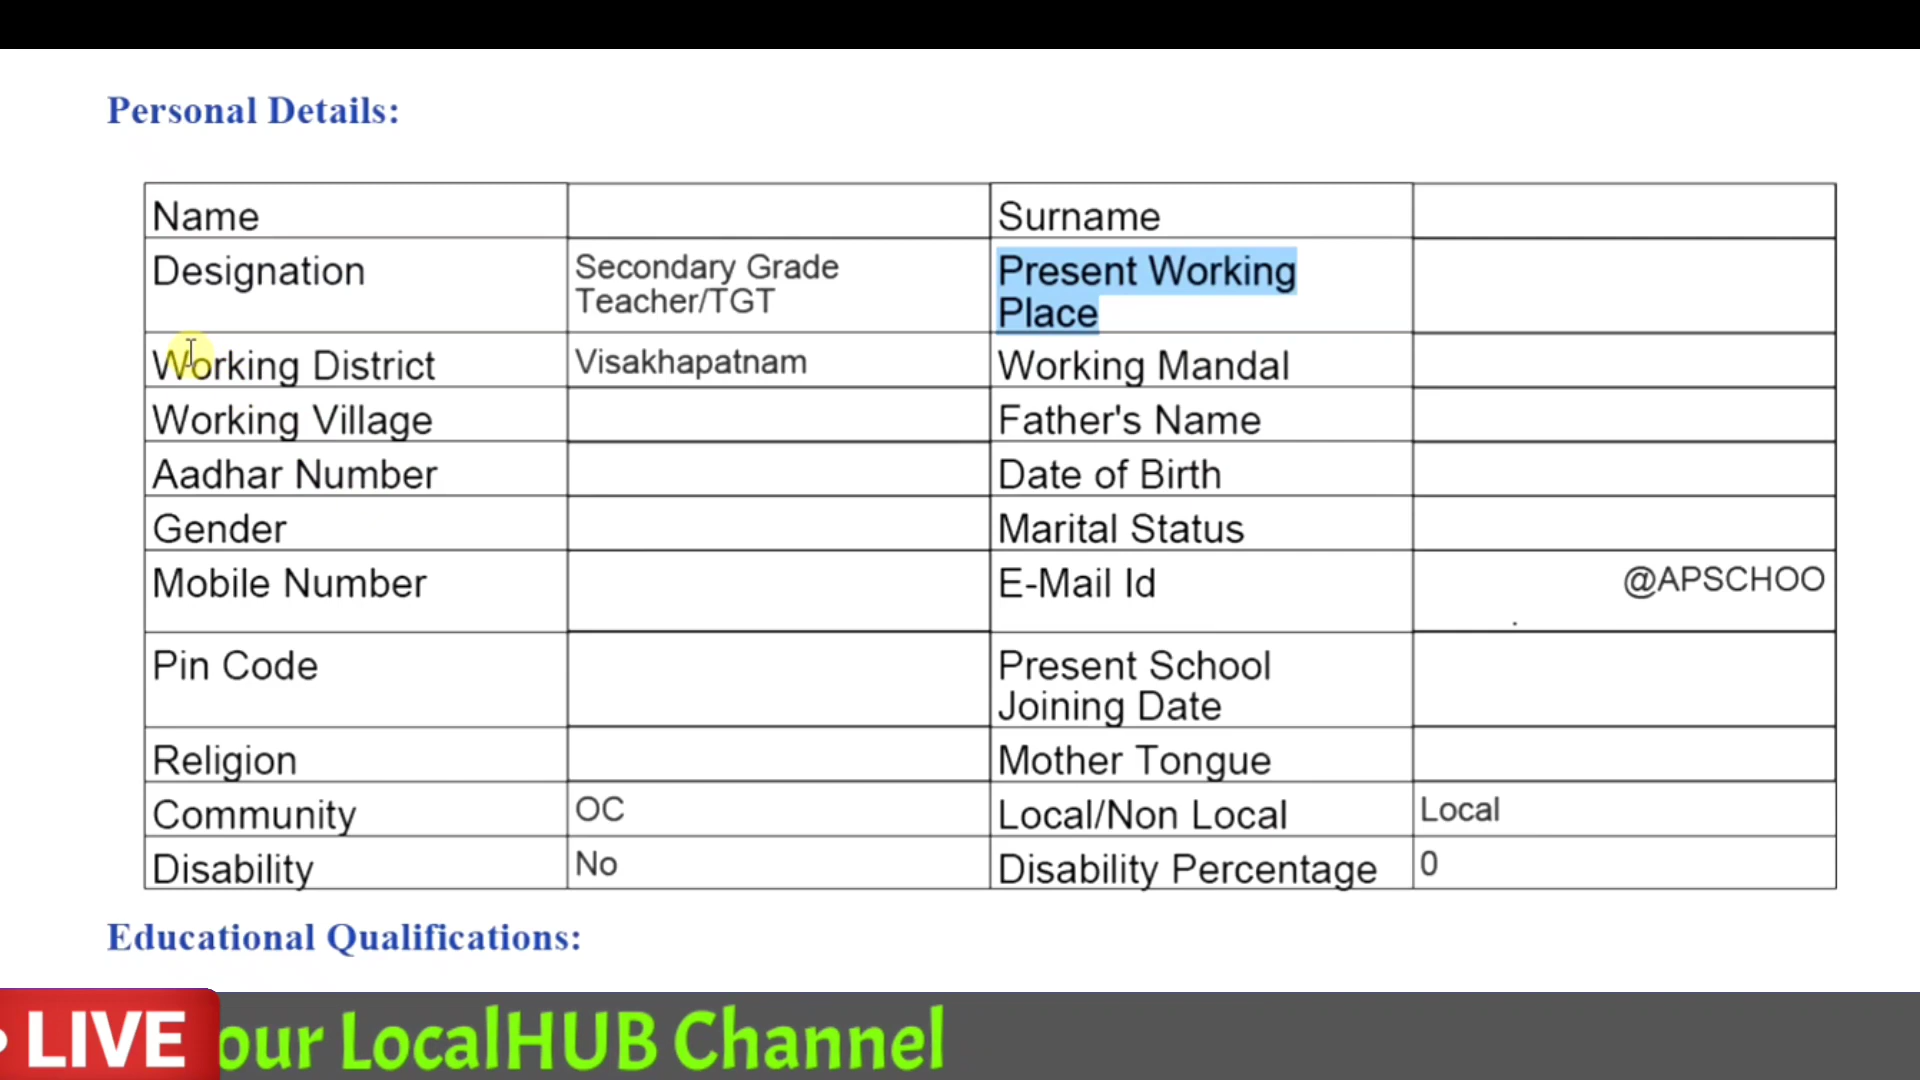 Personal Details:
Name Surname
Designation Secondary Grade Teacher/TGT Present Working Place
Working District Visakhapatnam Working Mandal
Working Village Father's Name
Aadhar Number Date of Birth
Gender Marital Status
Mobile Number E-Mail Id @APSCHOO
Pin Code Present School Joining Date
Religion Mother Tongue
Community OC Local/Non Local Local
Disability No Disability Percentage 0
Educational Qualifications:
LIVE our LocalHUB Channel